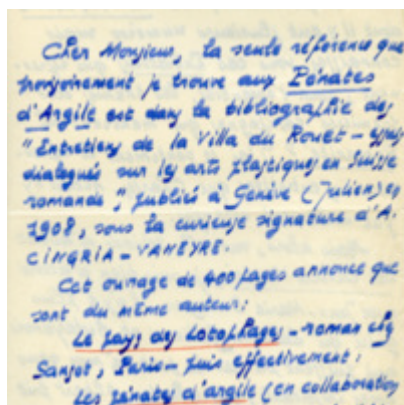 Cher Monsieur, la seule référence que
je trouve aux Pénates
d'Argile est dans la bibliographie des
"Entretiens de la Villa du Rouet - essais
dialogués sur les arts plastiques en Suisse
romande", publiés à Genève (Jullien) en
1908, sous la curieuse signature d'A.
CINGRIA-VANEYRE.
Cet ouvrage de 400 pages annonce que
sont du même auteur:
Le pays des Lotophages - roman chez
Sansot, Paris - puis effectivement:
Les pénates d'argile (en collaboration